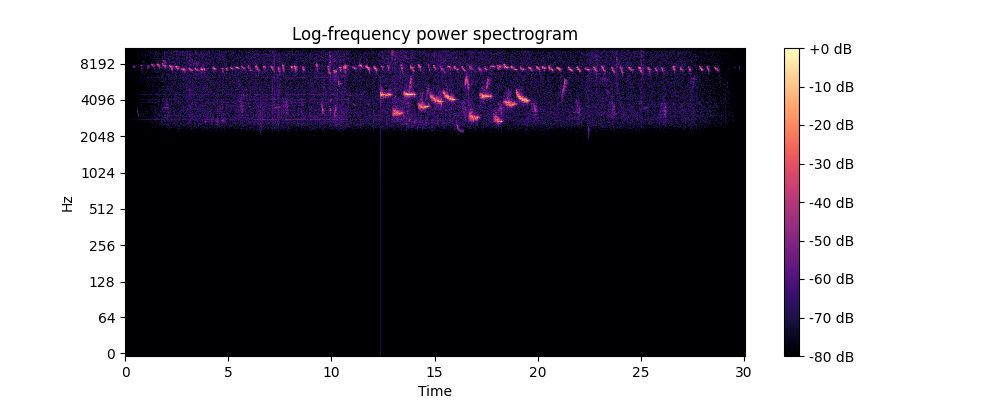 Log-frequency power spectrogram
Hz
8192
4096
2048
1024
512
256
128
64
0
0 5 10 15 20 25 30
Time
+0 dB
-10 dB
-20 dB
-30 dB
-40 dB
-50 dB
-60 dB
-70 dB
-80 dB